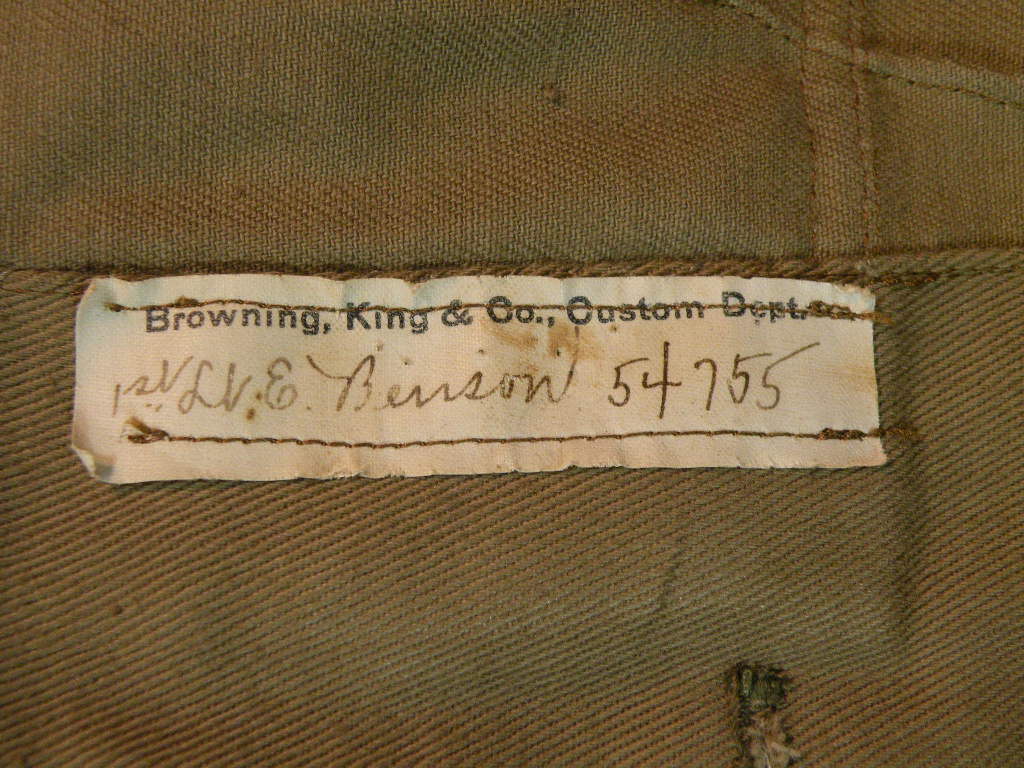 Browning, King & Co., Custom Dept.
1st Lt. E. Benson 54755